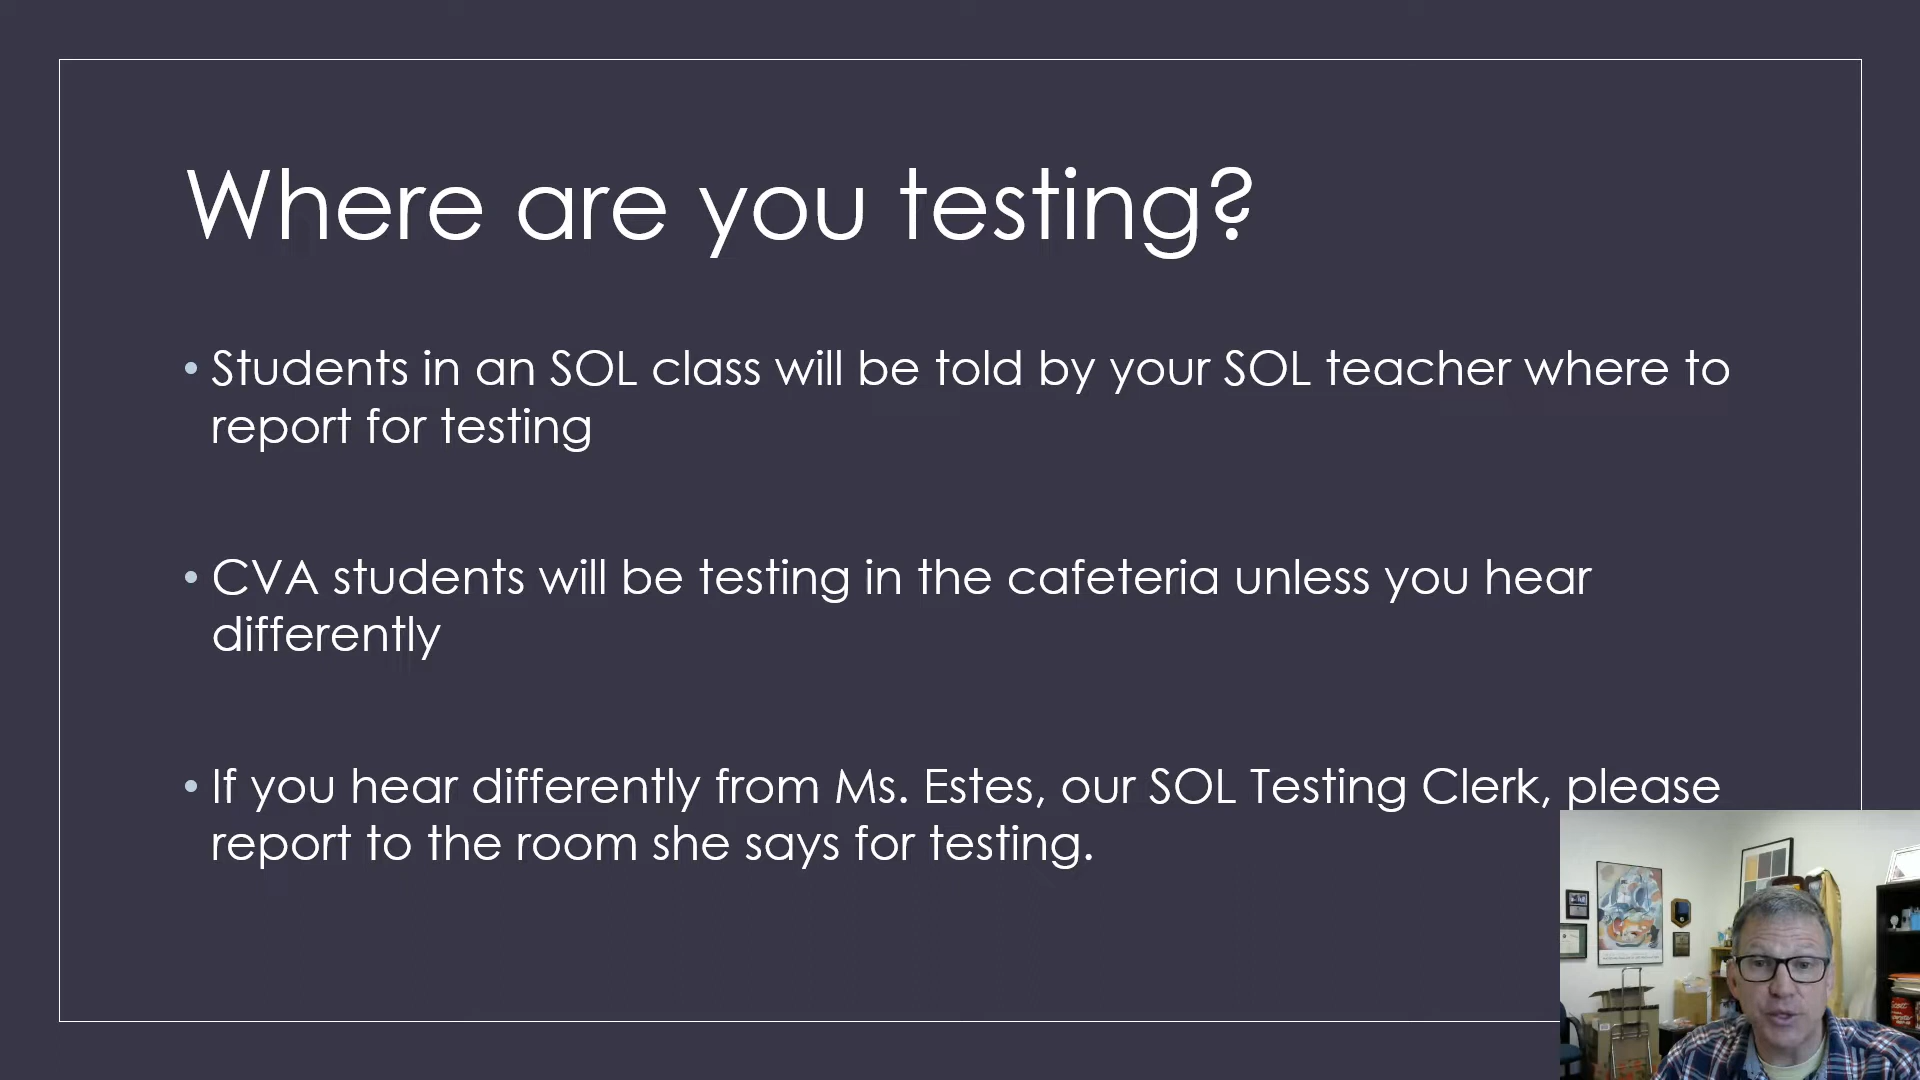 Where are you testing?
• Students in an SOL class will be told by your SOL teacher where to
report for testing
• CVA students will be testing in the cafeteria unless you hear
differently
• If you hear differently from Ms. Estes, our SOL Testing Clerk, please
report to the room she says for testing.